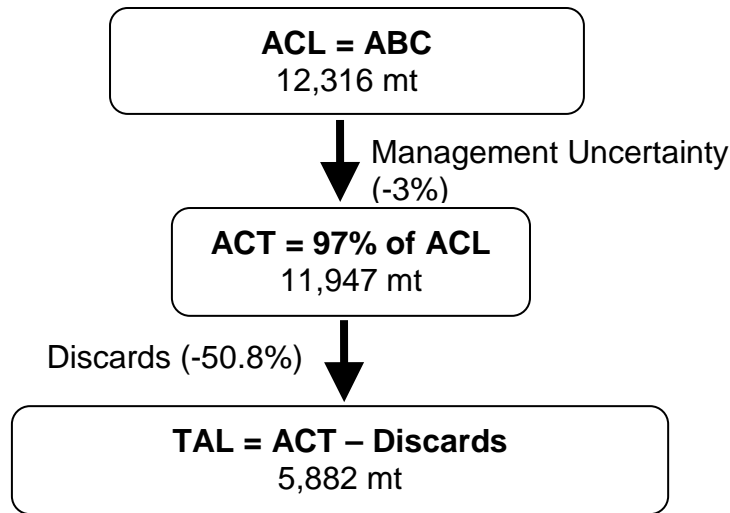 ACL = ABC
12,316 mt
Management Uncertainty
(-3%)
ACT = 97% of ACL
11,947 mt
Discards (-50.8%)
TAL = ACT – Discards
5,882 mt